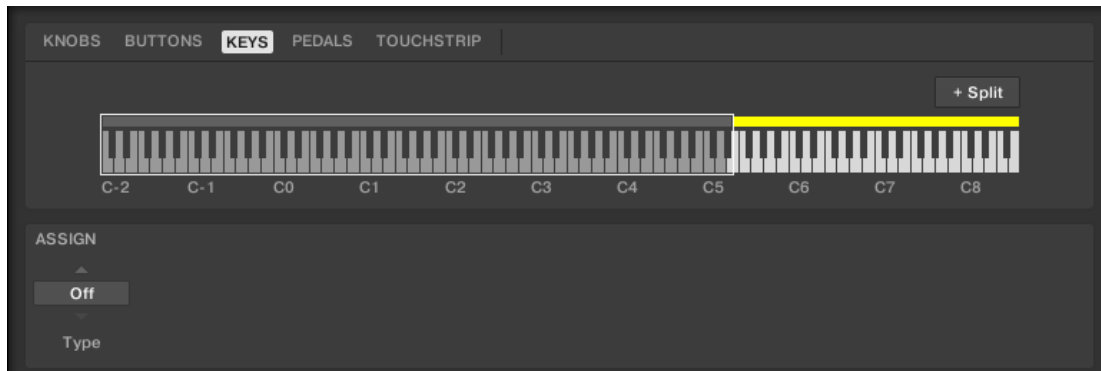 KNOBS BUTTONS KEYS PEDALS TOUCHSTRIP
+ Split
C-2 C-1 C0 C1 C2 C3 C4 C5 C6 C7 C8
ASSIGN
Off
Type